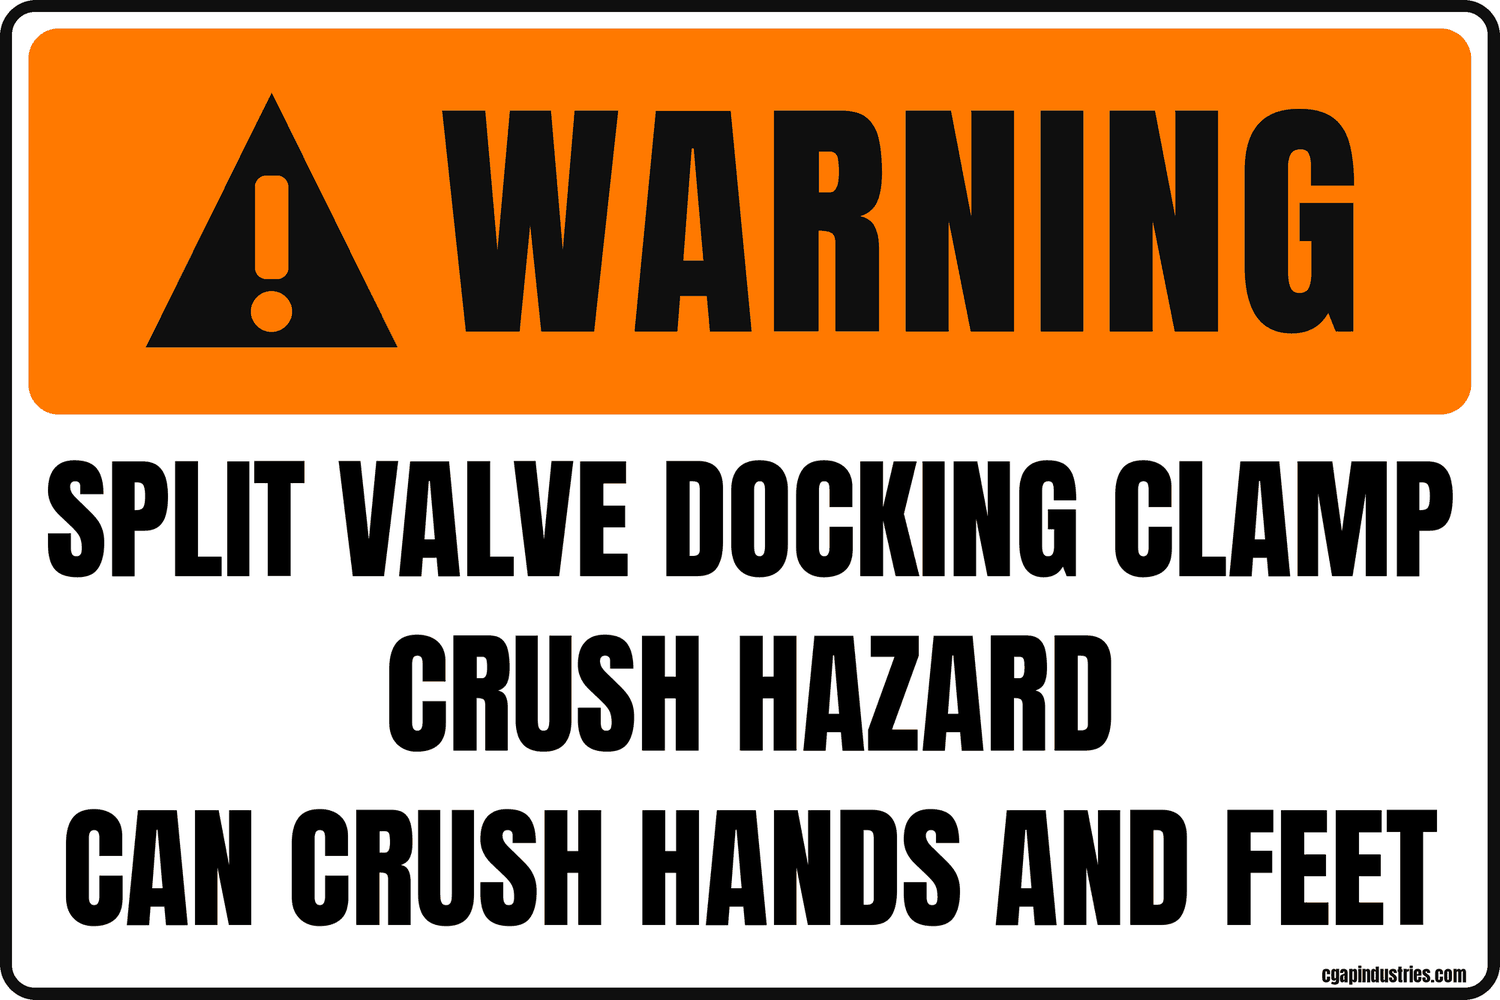 WARNING
SPLIT VALVE DOCKING CLAMP
CRUSH HAZARD
CAN CRUSH HANDS AND FEET
cgapindustries.com